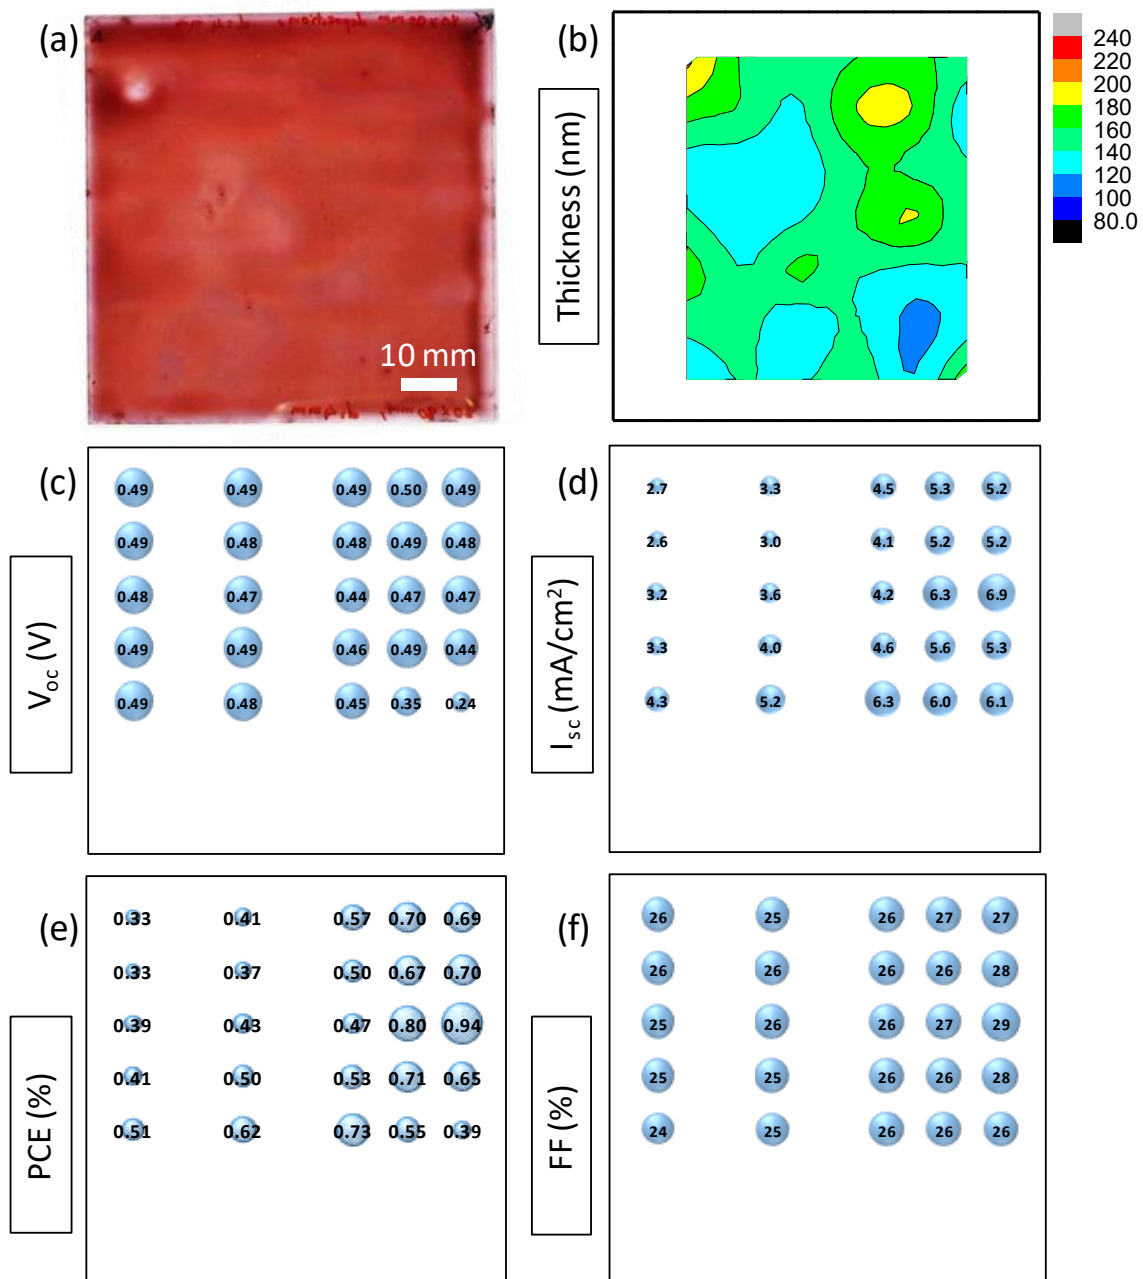 (a)
10 mm
(b)
Thickness (nm)
240
220
200
180
160
140
120
100
80.0
(c)
Voc (V)
0.49 0.49 0.49 0.50 0.49
0.49 0.48 0.48 0.49 0.48
0.48 0.47 0.44 0.47 0.47
0.49 0.49 0.46 0.49 0.44
0.49 0.48 0.45 0.35 0.24
(d)
Isc (mA/cm²)
2.7 3.3 4.5 5.3 5.2
2.6 3.0 4.1 5.2 5.2
3.2 3.6 4.2 6.3 6.9
3.3 4.0 4.6 5.6 5.3
4.3 5.2 6.3 6.0 6.1
(e)
PCE (%)
0.33 0.41 0.57 0.70 0.69
0.33 0.37 0.50 0.67 0.70
0.39 0.43 0.47 0.80 0.94
0.41 0.50 0.53 0.71 0.65
0.51 0.62 0.73 0.55 0.39
(f)
FF (%)
26 25 26 27 27
26 26 26 26 28
25 26 26 27 29
25 25 26 26 28
24 25 26 26 26